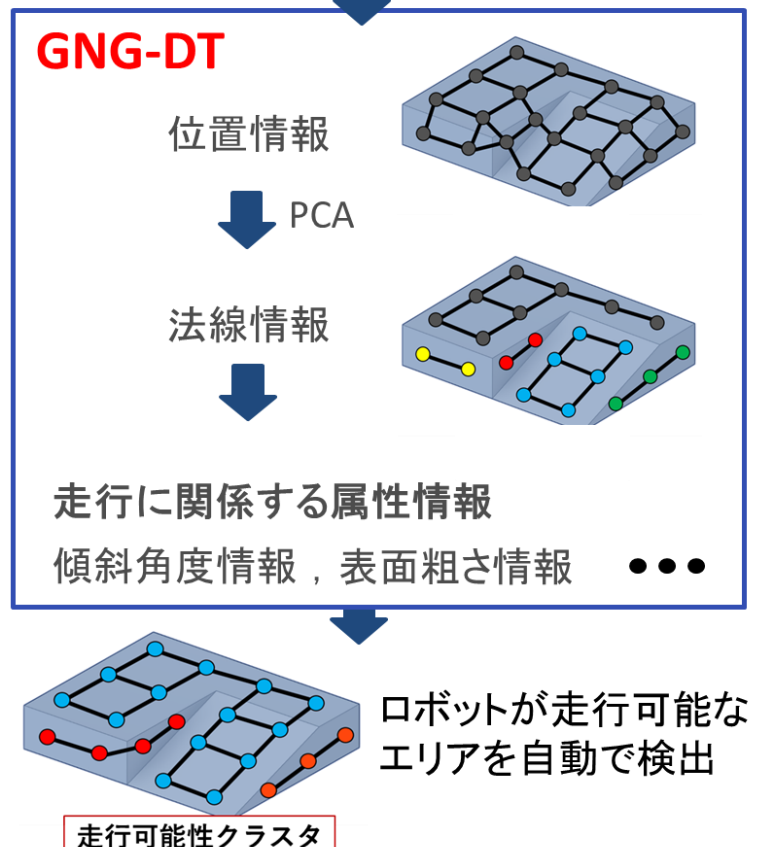 GNG-DT
位置情報
PCA
法線情報
走行に関係する属性情報
傾斜角度情報，表面粗さ情報 •••
ロボットが走行可能な
エリアを自動で検出
走行可能性クラスタ